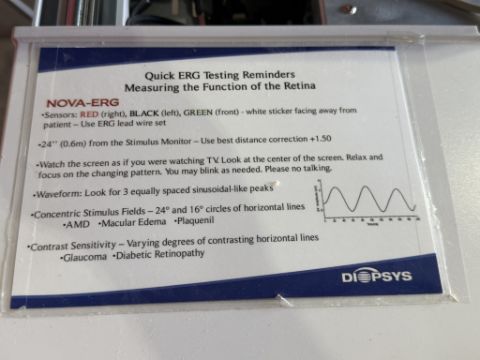 Quick ERG Testing Reminders
Measuring the Function of the Retina
NOVA-ERG
•Sensors: RED (right), BLACK (left), GREEN (front) - white sticker facing away from
patient – Use ERG lead wire set
•24" (0.6m) from the Stimulus Monitor – Use best distance correction +1.50
•Watch the screen as if you were watching TV. Look at the center of the screen. Relax and
focus on the changing pattern. You may blink as needed. Please no talking.
•Waveform: Look for 3 equally spaced sinusoidal-like peaks
•Concentric Stimulus Fields – 24° and 16° circles of horizontal lines
•AMD •Macular Edema •Plaquenil
•Contrast Sensitivity – Varying degrees of contrasting horizontal lines
•Glaucoma •Diabetic Retinopathy
DIOPSYS